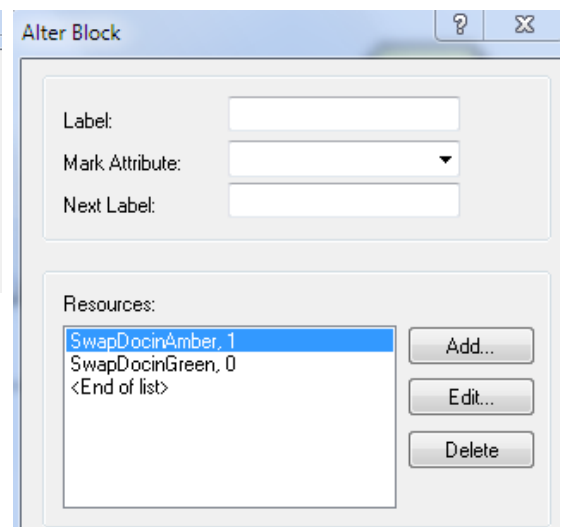 Alter Block
Label:
Mark Attribute:
Next Label:
Resources:
SwapDocinAmber, 1
SwapDocinGreen, 0
<End of list>
Add...
Edit...
Delete